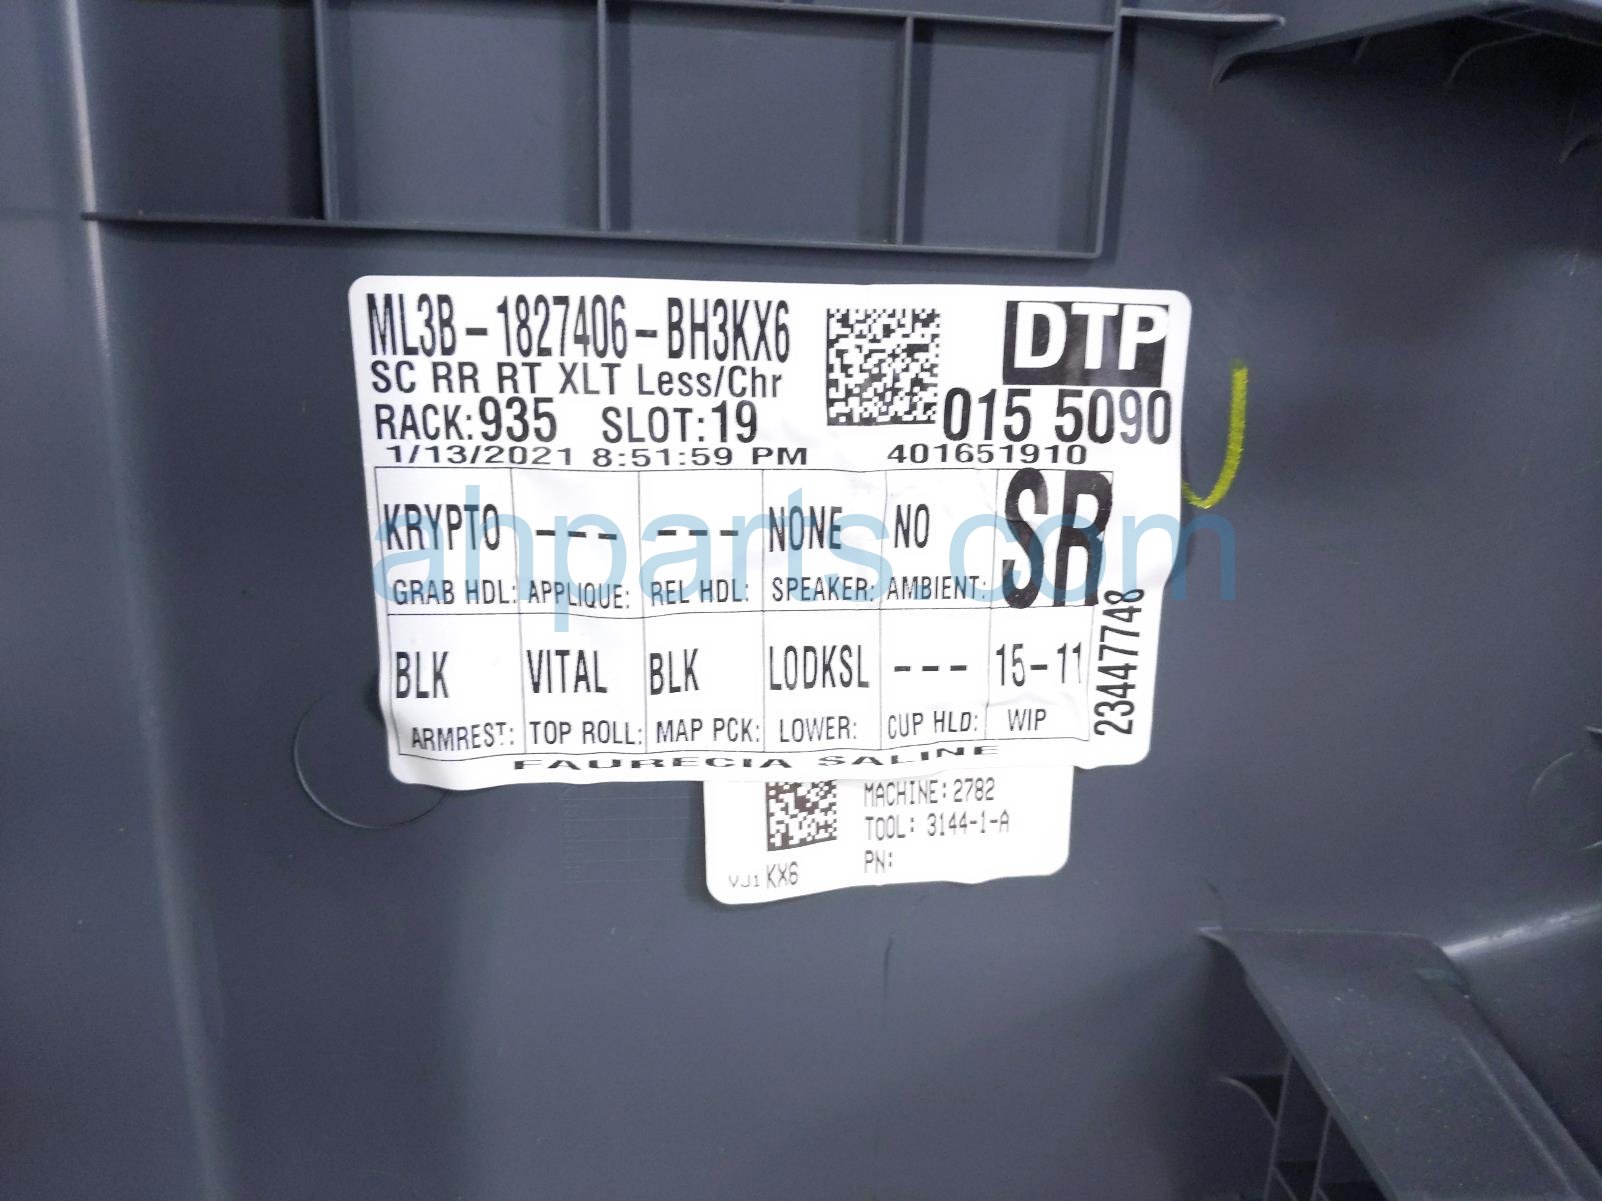 ML3B-1827406-BH3KX6
DTP
SC RR RT XLT Less/Chr
RACK:935 SLOT:19
015 5090
1/13/2021 8:51:59 PM
401651910
KRYPTO --- --- NONE NO SR
GRAB HDL: APPLIQUE: REL HDL: SPEAKER: AMBIENT:
BLK VITAL BLK LODKSL --- 15-11
ARMREST: TOP ROLL: MAP PCK: LOWER: CUP HLD: WIP
23447748
FAURECIA SALINE
MACHINE:2782
TOOL: 3144-1-A
PN:
VJ1 KX6
ahparts.com